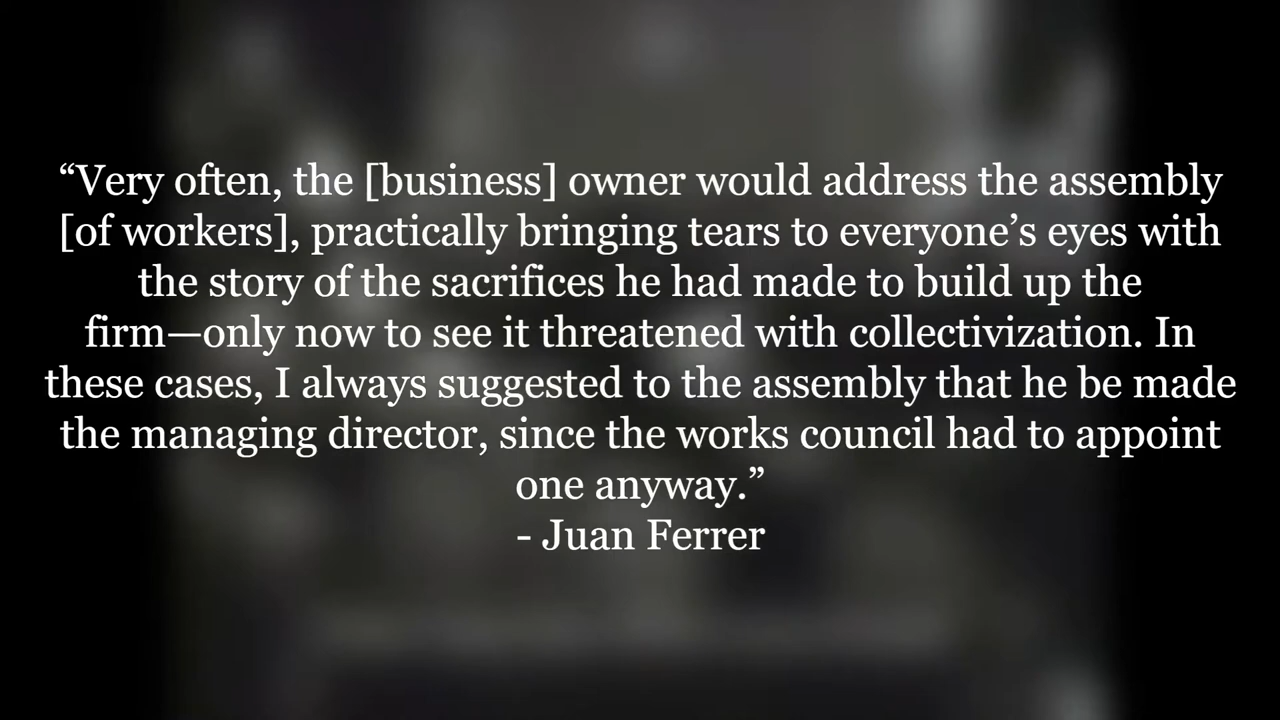 “Very often, the [business] owner would address the assembly
[of workers], practically bringing tears to everyone’s eyes with
the story of the sacrifices he had made to build up the
firm—only now to see it threatened with collectivization. In
these cases, I always suggested to the assembly that he be made
the managing director, since the works council had to appoint
one anyway.”
- Juan Ferrer